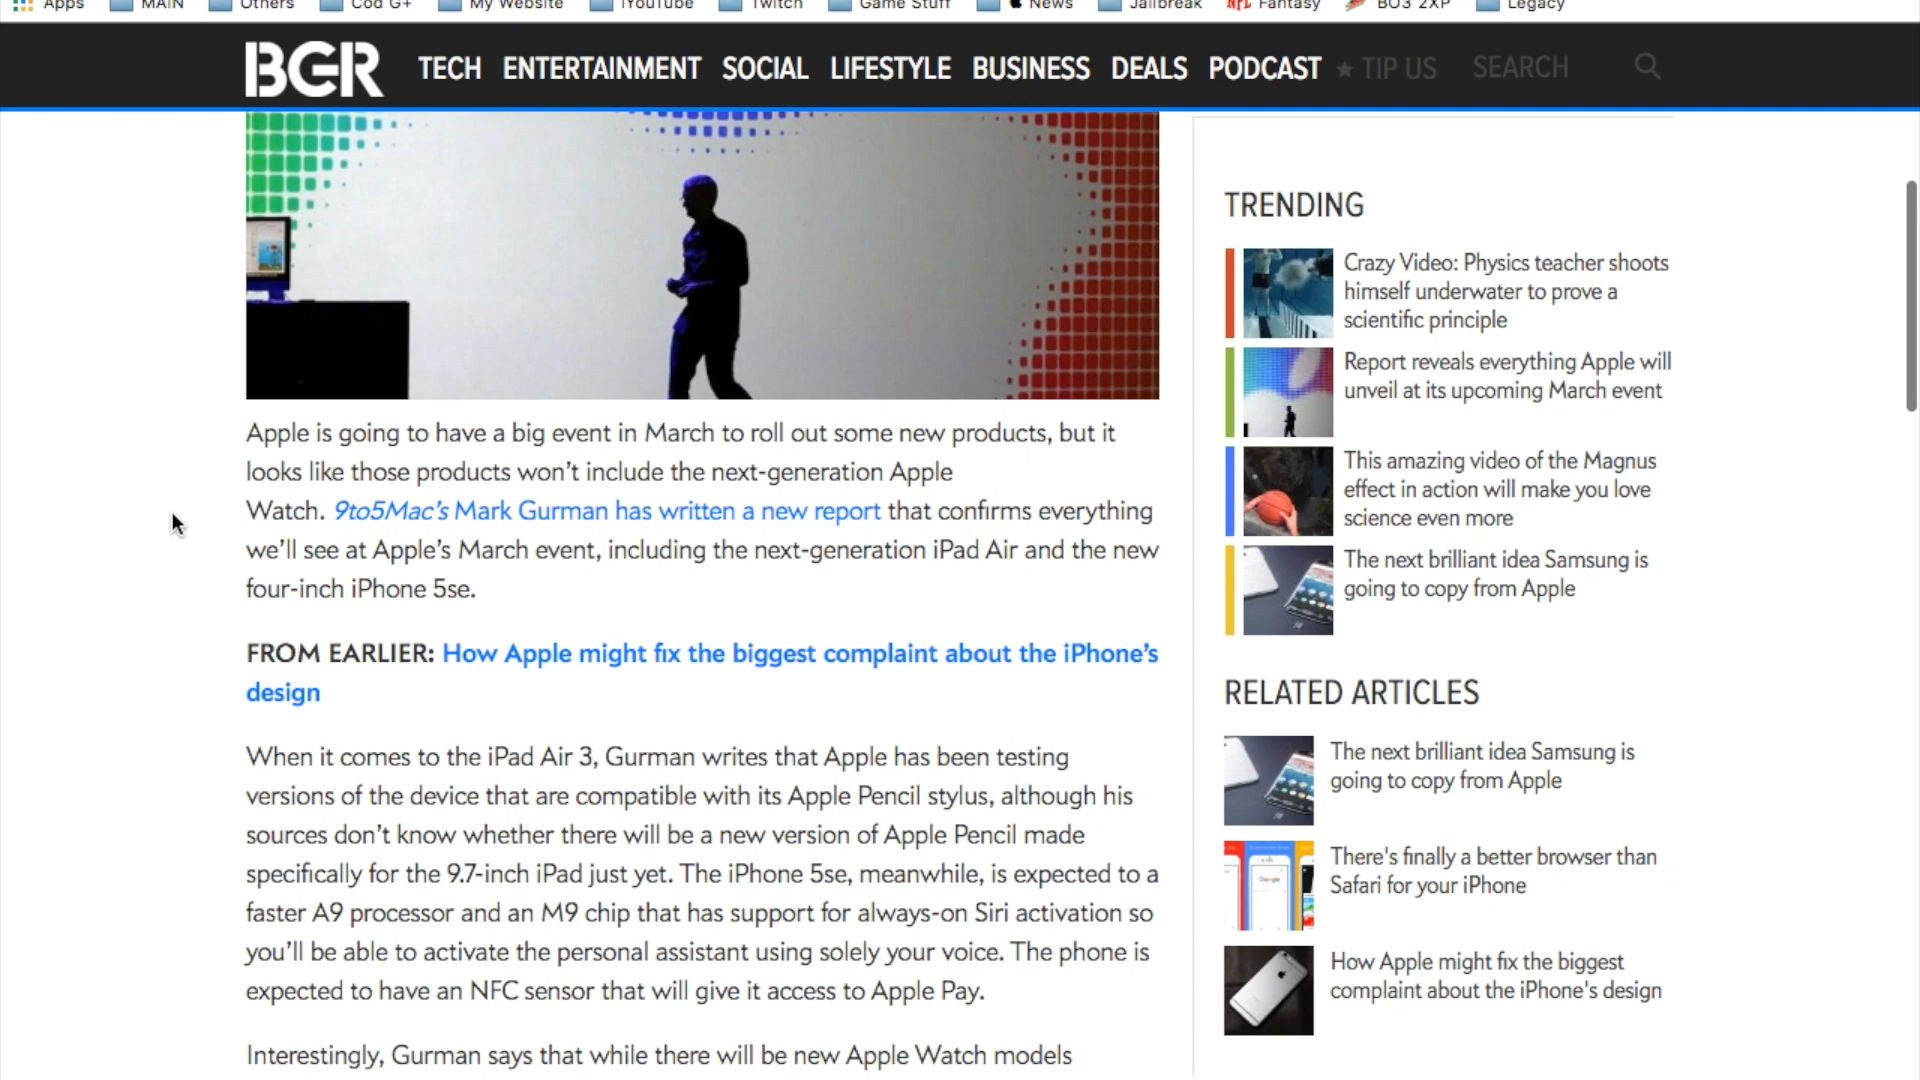 Apps MAIN Others Cod G+ My Website iYouTube Twitch Game Stuff News Jailbreak NFL Fantasy BO3 2XP Legacy
BGR TECH ENTERTAINMENT SOCIAL LIFESTYLE BUSINESS DEALS PODCAST ★ TIP US SEARCH
Apple is going to have a big event in March to roll out some new products, but it
looks like those products won’t include the next-generation Apple
Watch. 9to5Mac’s Mark Gurman has written a new report that confirms everything
we’ll see at Apple’s March event, including the next-generation iPad Air and the new
four-inch iPhone 5se.
FROM EARLIER: How Apple might fix the biggest complaint about the iPhone’s
design
When it comes to the iPad Air 3, Gurman writes that Apple has been testing
versions of the device that are compatible with its Apple Pencil stylus, although his
sources don’t know whether there will be a new version of Apple Pencil made
specifically for the 9.7-inch iPad just yet. The iPhone 5se, meanwhile, is expected to a
faster A9 processor and an M9 chip that has support for always-on Siri activation so
you’ll be able to activate the personal assistant using solely your voice. The phone is
expected to have an NFC sensor that will give it access to Apple Pay.
Interestingly, Gurman says that while there will be new Apple Watch models
TRENDING
Crazy Video: Physics teacher shoots
himself underwater to prove a
scientific principle
Report reveals everything Apple will
unveil at its upcoming March event
This amazing video of the Magnus
effect in action will make you love
science even more
The next brilliant idea Samsung is
going to copy from Apple
RELATED ARTICLES
The next brilliant idea Samsung is
going to copy from Apple
There's finally a better browser than
Safari for your iPhone
How Apple might fix the biggest
complaint about the iPhone's design